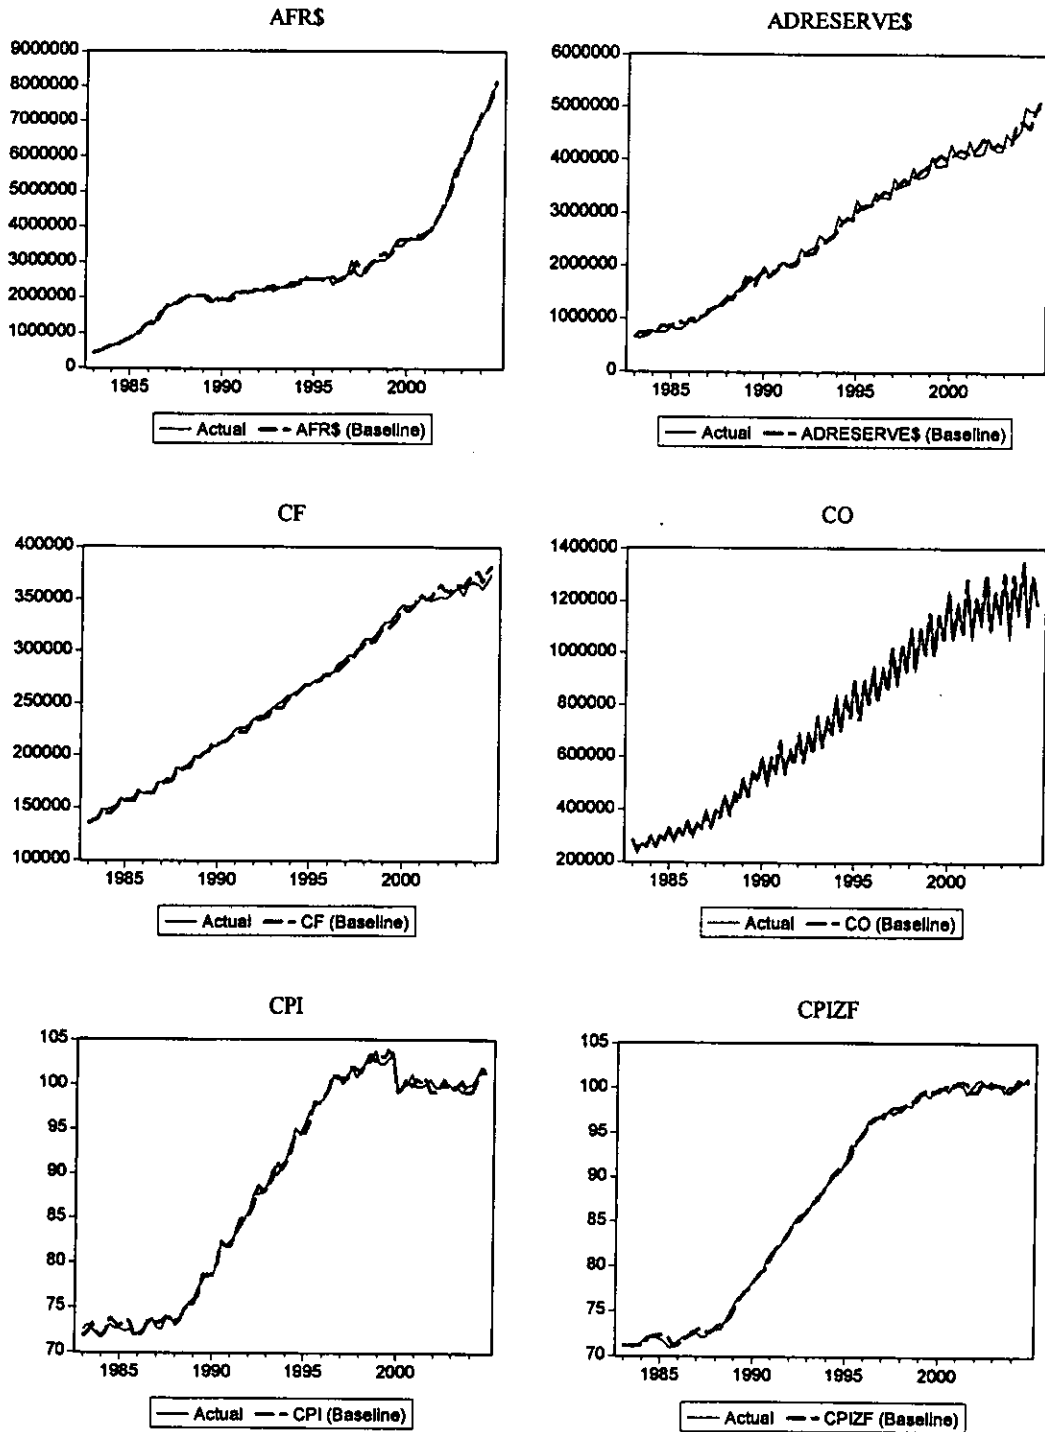 AFR$
9000000
8000000
7000000
6000000
5000000
4000000
3000000
2000000
1000000
0
1985 1990 1995 2000
Actual AFR$ (Baseline)
ADRESERVE$
6000000
5000000
4000000
3000000
2000000
1000000
0
1985 1990 1995 2000
Actual ADRESERVE$ (Baseline)
CF
400000
350000
300000
250000
200000
150000
100000
1985 1990 1995 2000
Actual CF (Baseline)
CO
1400000
1200000
1000000
800000
600000
400000
200000
1985 1990 1995 2000
Actual CO (Baseline)
CPI
105
100
95
90
85
80
75
70
1985 1990 1995 2000
Actual CPI (Baseline)
CPIZF
105
100
95
90
85
80
75
70
1985 1990 1995 2000
Actual CPIZF (Baseline)